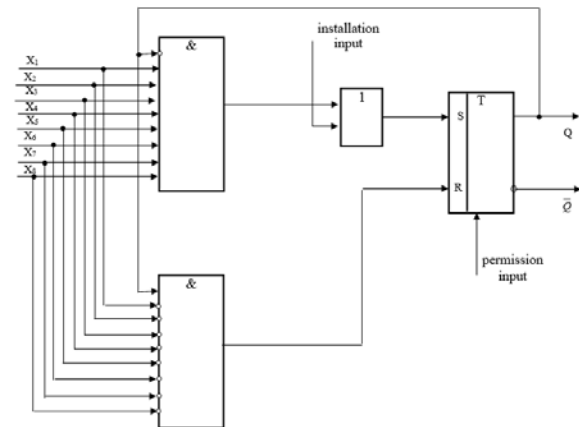 &
installation
input
X1
X2
X3
X4
X5
X6
X7
X8
1
S
T
R
Q
Q̅
permission
input
&